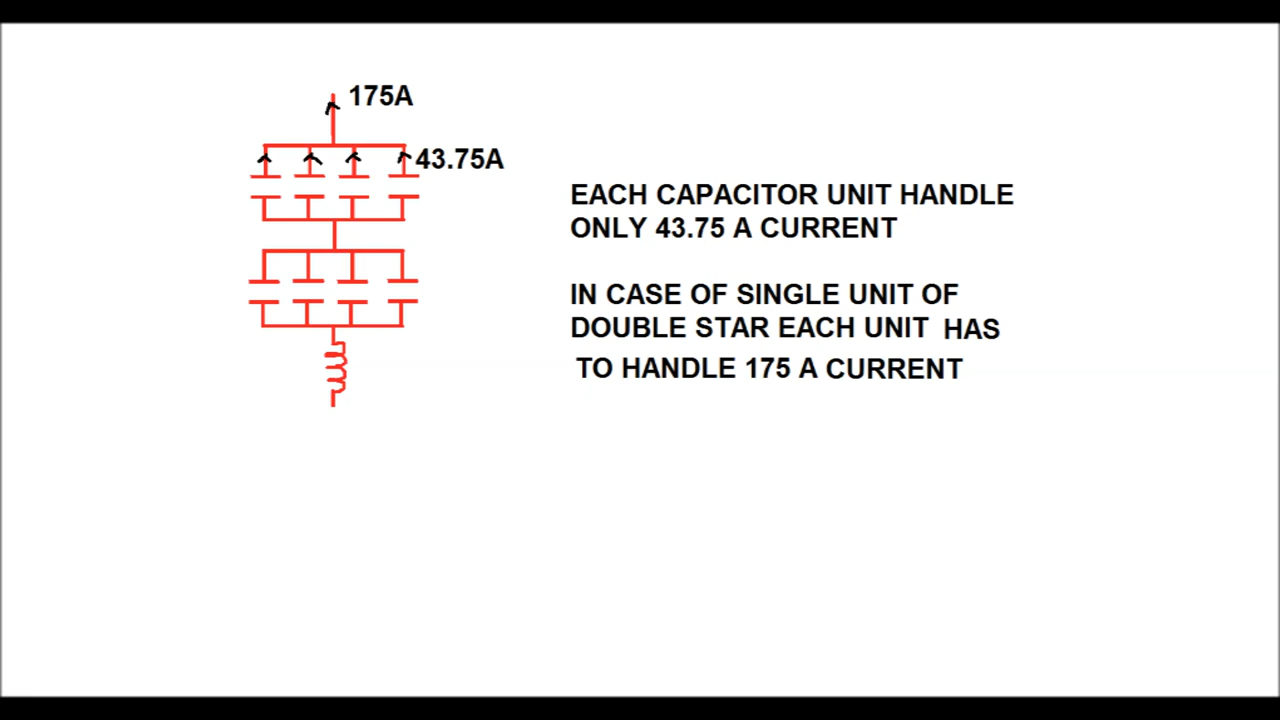 175A
43.75A
EACH CAPACITOR UNIT HANDLE
ONLY 43.75 A CURRENT
IN CASE OF SINGLE UNIT OF
DOUBLE STAR EACH UNIT HAS
TO HANDLE 175 A CURRENT